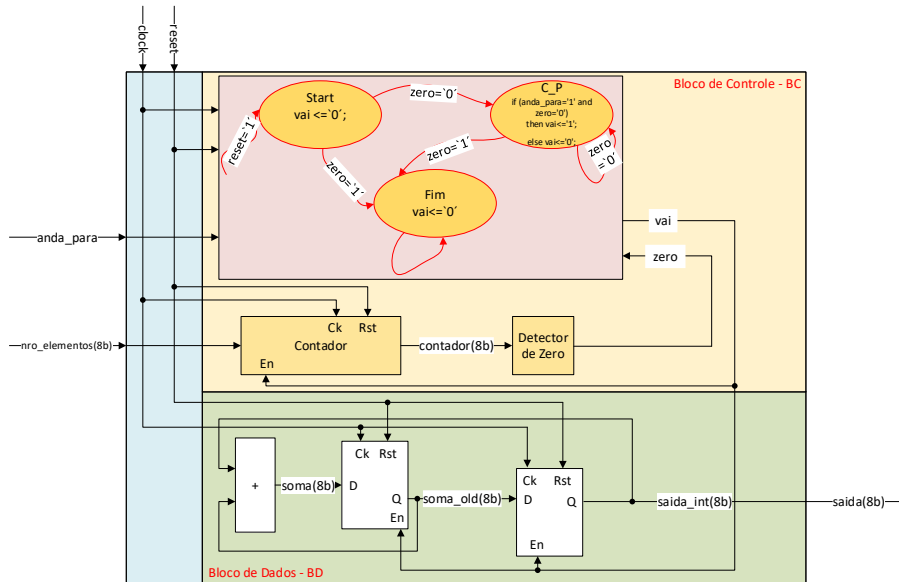 clock
reset
Bloco de Controle - BC
Start
vai <=`0´;
zero=`0´
C_P
if (anda_para='1' and
zero='0')
then vai<='1';
else vai<='0';
reset=`1´
zero=`1´
zero=`1´
zero
=`0´
Fim
vai<=`0´
anda_para
vai
zero
nro_elementos(8b)
Ck
Rst
Contador
En
contador(8b)
Detector
de Zero
+
soma(8b)
Ck
Rst
D
Q
En
soma_old(8b)
Ck
Rst
D
Q
En
saida_int(8b)
saida(8b)
Bloco de Dados - BD